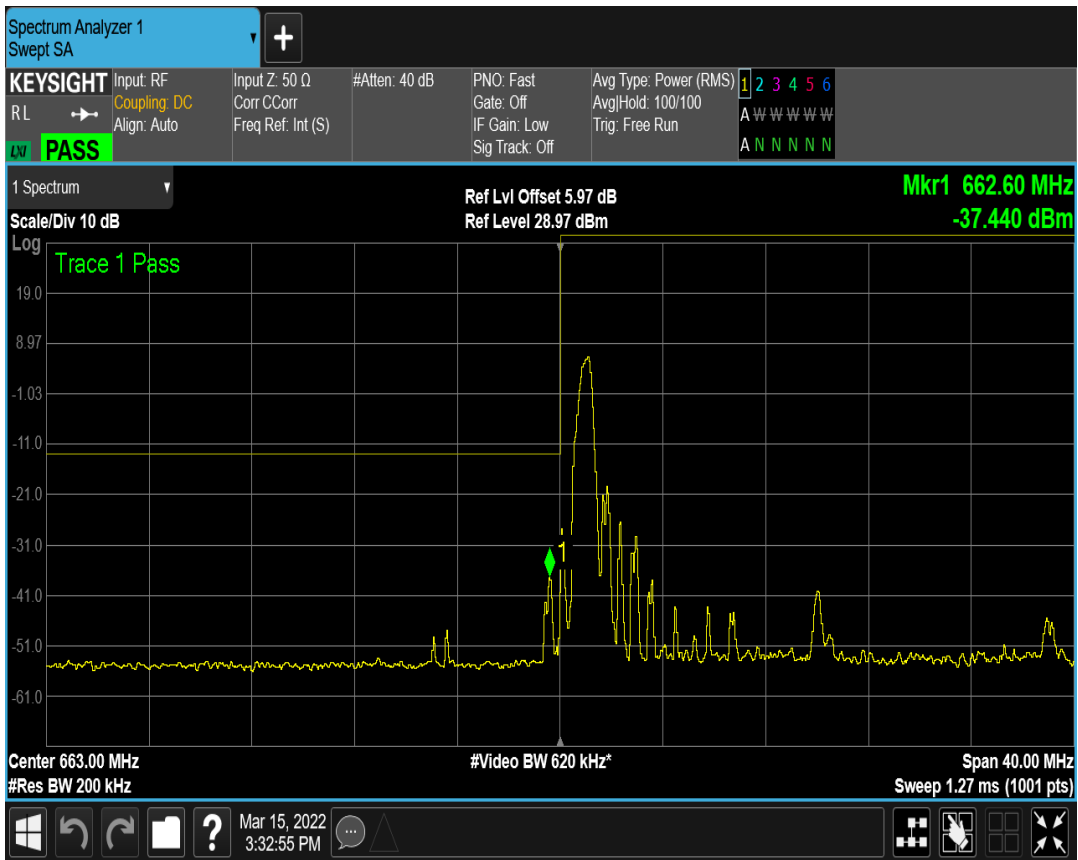 Spectrum Analyzer 1
Swept SA
+
KEYSIGHT
R L
LXI
PASS
Input: RF
Coupling: DC
Align: Auto
Input Z: 50 Ω
Corr CCorr
Freq Ref: Int (S)
#Atten: 40 dB
PNO: Fast
Gate: Off
IF Gain: Low
Sig Track: Off
Avg Type: Power (RMS)
Avg|Hold: 100/100
Trig: Free Run
1 2 3 4 5 6
A W W W W W
A N N N N N
1 Spectrum
Scale/Div 10 dB
Ref Lvl Offset 5.97 dB
Ref Level 28.97 dBm
Mkr1 662.60 MHz
-37.440 dBm
Log
Trace 1 Pass
19.0
8.97
-1.03
-11.0
-21.0
-31.0
1
-41.0
-51.0
-61.0
Center 663.00 MHz
#Video BW 620 kHz*
Span 40.00 MHz
#Res BW 200 kHz
Sweep 1.27 ms (1001 pts)
?
Mar 15, 2022
3:32:55 PM